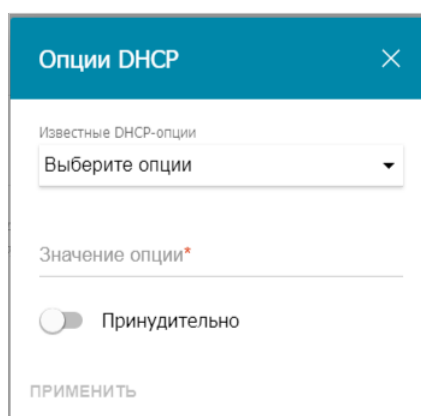 Опции DHCP
Известные DHCP-опции
Выберите опции
Значение опции*
Принудительно
ПРИМЕНИТЬ